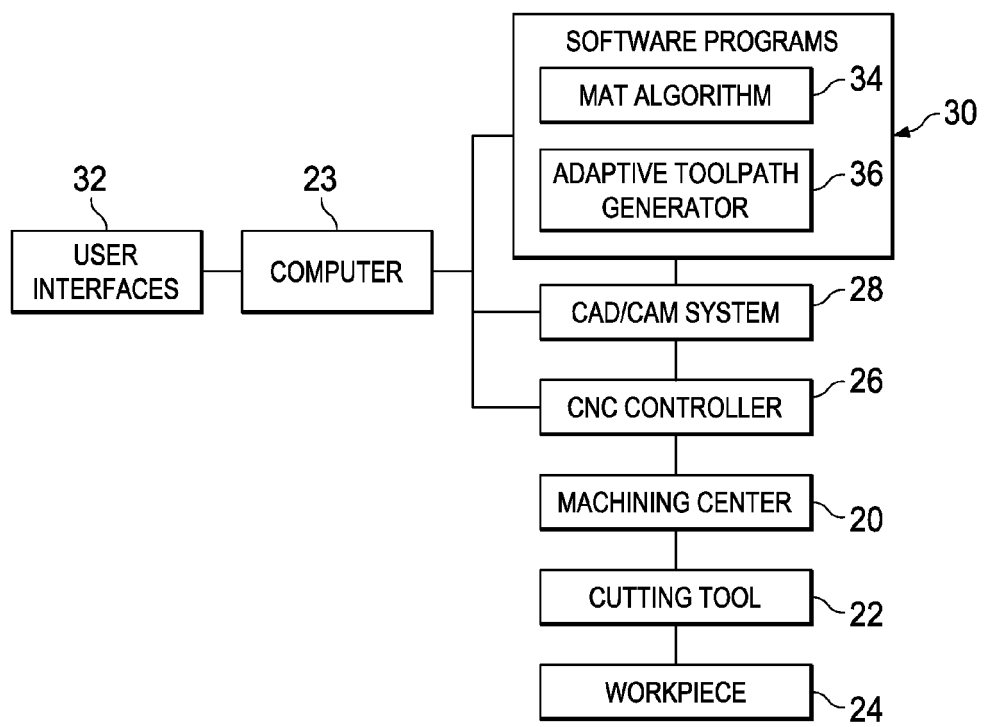 SOFTWARE PROGRAMS
MAT ALGORITHM
34
30
ADAPTIVE TOOLPATH
GENERATOR
36
32
23
USER
INTERFACES
COMPUTER
CAD/CAM SYSTEM
28
CNC CONTROLLER
26
MACHINING CENTER
20
CUTTING TOOL
22
WORKPIECE
24